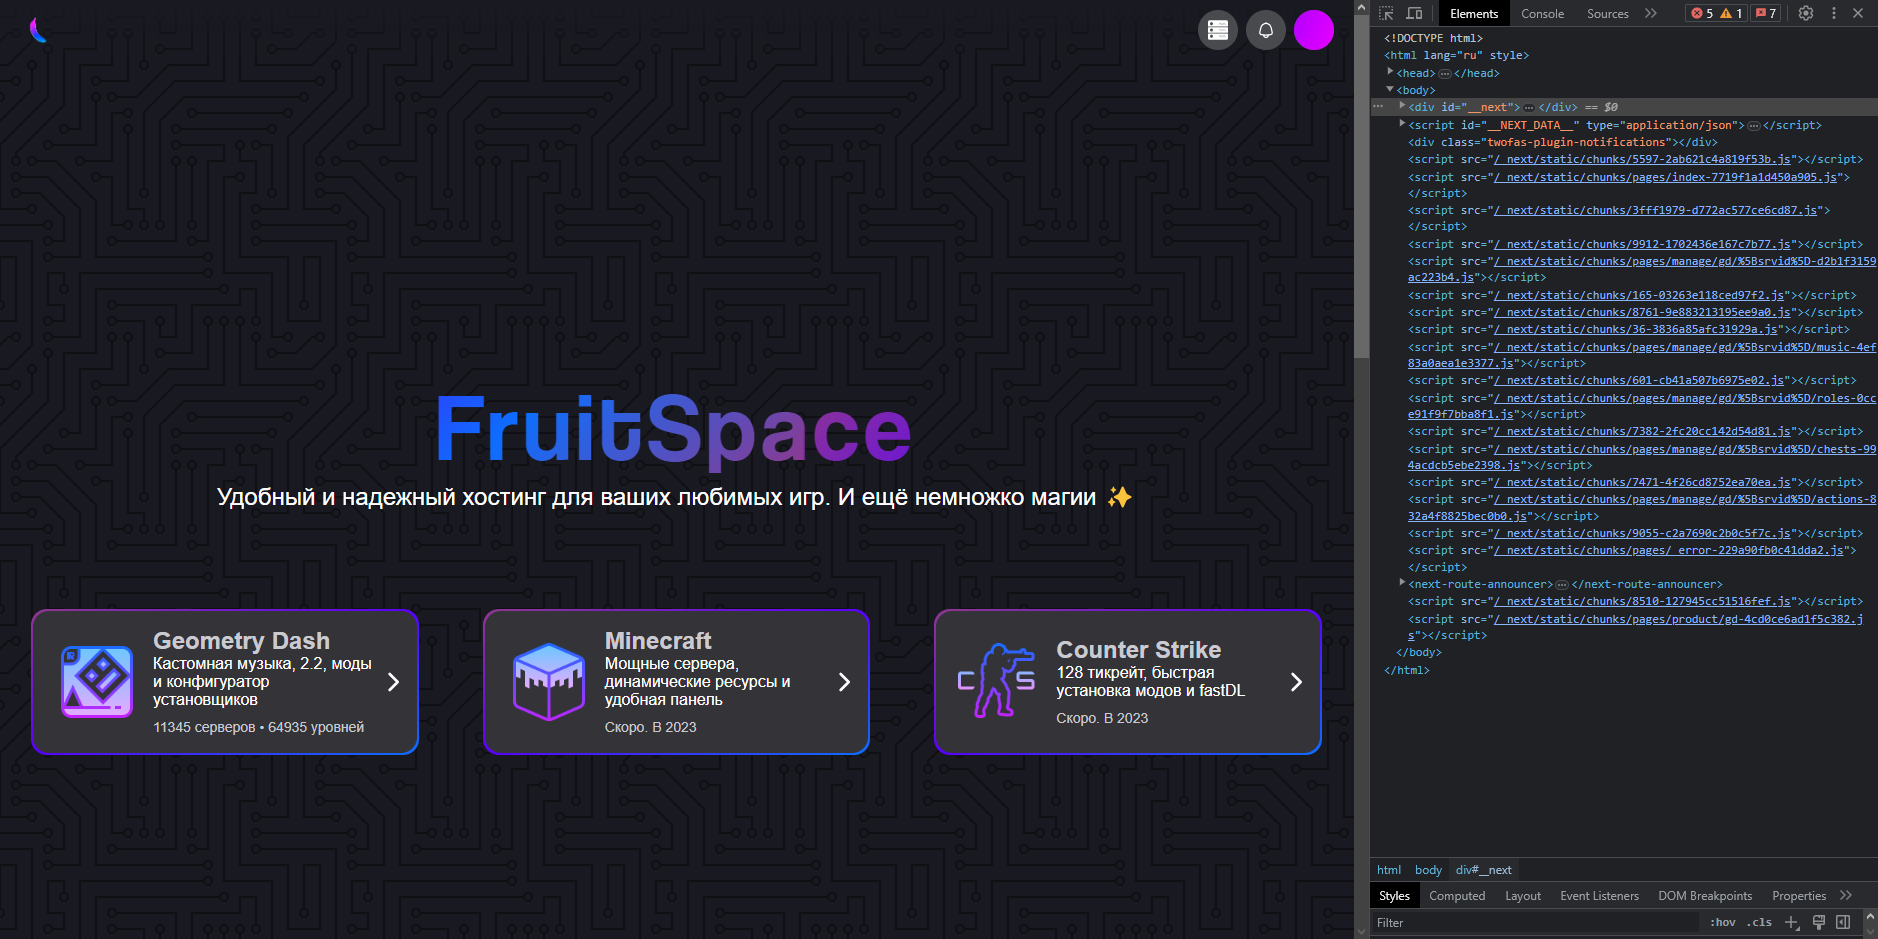 FruitSpace
Удобный и надежный хостинг для ваших любимых игр. И ещё немножко магии ✨
Geometry Dash
Кастомная музыка, 2.2, моды
и конфигуратор
установщиков
11345 серверов • 64935 уровней
Minecraft
Мощные сервера,
динамические ресурсы и
удобная панель
Скоро. В 2023
Counter Strike
128 тикрейт, быстрая
установка модов и fastDL
Скоро. В 2023
Elements Console Sources 5 1 7
<!DOCTYPE html>
<html lang="ru" style>
<head>…</head>
<body>
<div id="__next">…</div> == $0
<script id="__NEXT_DATA__" type="application/json">…</script>
<div class="twofas-plugin-notifications"></div>
<script src="/_next/static/chunks/5597-2ab621c4a819f53b.js"></script>
<script src="/_next/static/chunks/pages/index-7719f1a1d450a905.js">
</script>
<script src="/_next/static/chunks/3fff1979-d772ac577ce6cd87.js">
</script>
<script src="/_next/static/chunks/9912-1702436e167c7b77.js"></script>
<script src="/_next/static/chunks/pages/manage/gd/%5Bsrvid%5D-d2b1f3159
ac223b4.js"></script>
<script src="/_next/static/chunks/165-03263e118ced97f2.js"></script>
<script src="/_next/static/chunks/8761-9e883213195ee9a0.js"></script>
<script src="/_next/static/chunks/36-3836a85afc31929a.js"></script>
<script src="/_next/static/chunks/pages/manage/gd/%5Bsrvid%5D/music-4ef
83a0aea1e3377.js"></script>
<script src="/_next/static/chunks/601-cb41a507b6975e02.js"></script>
<script src="/_next/static/chunks/pages/manage/gd/%5Bsrvid%5D/roles-0cc
e91f9f7bba8f1.js"></script>
<script src="/_next/static/chunks/7382-2fc20cc142d54d81.js"></script>
<script src="/_next/static/chunks/pages/manage/gd/%5Bsrvid%5D/chests-99
4acdcb5ebe2398.js"></script>
<script src="/_next/static/chunks/7471-4f26cd8752ea70ea.js"></script>
<script src="/_next/static/chunks/pages/manage/gd/%5Bsrvid%5D/actions-8
32a4f8825bec0b0.js"></script>
<script src="/_next/static/chunks/9055-c2a7690c2b0c5f7c.js"></script>
<script src="/_next/static/chunks/pages/_error-229a90fb0c41dda2.js">
</script>
<next-route-announcer>…</next-route-announcer>
<script src="/_next/static/chunks/8510-127945cc51516fef.js"></script>
<script src="/_next/static/chunks/pages/product/gd-4cd0ce6ad1f5c382.j
s"></script>
</body>
</html>
html body div#__next
Styles Computed Layout Event Listeners DOM Breakpoints Properties
Filter :hov .cls